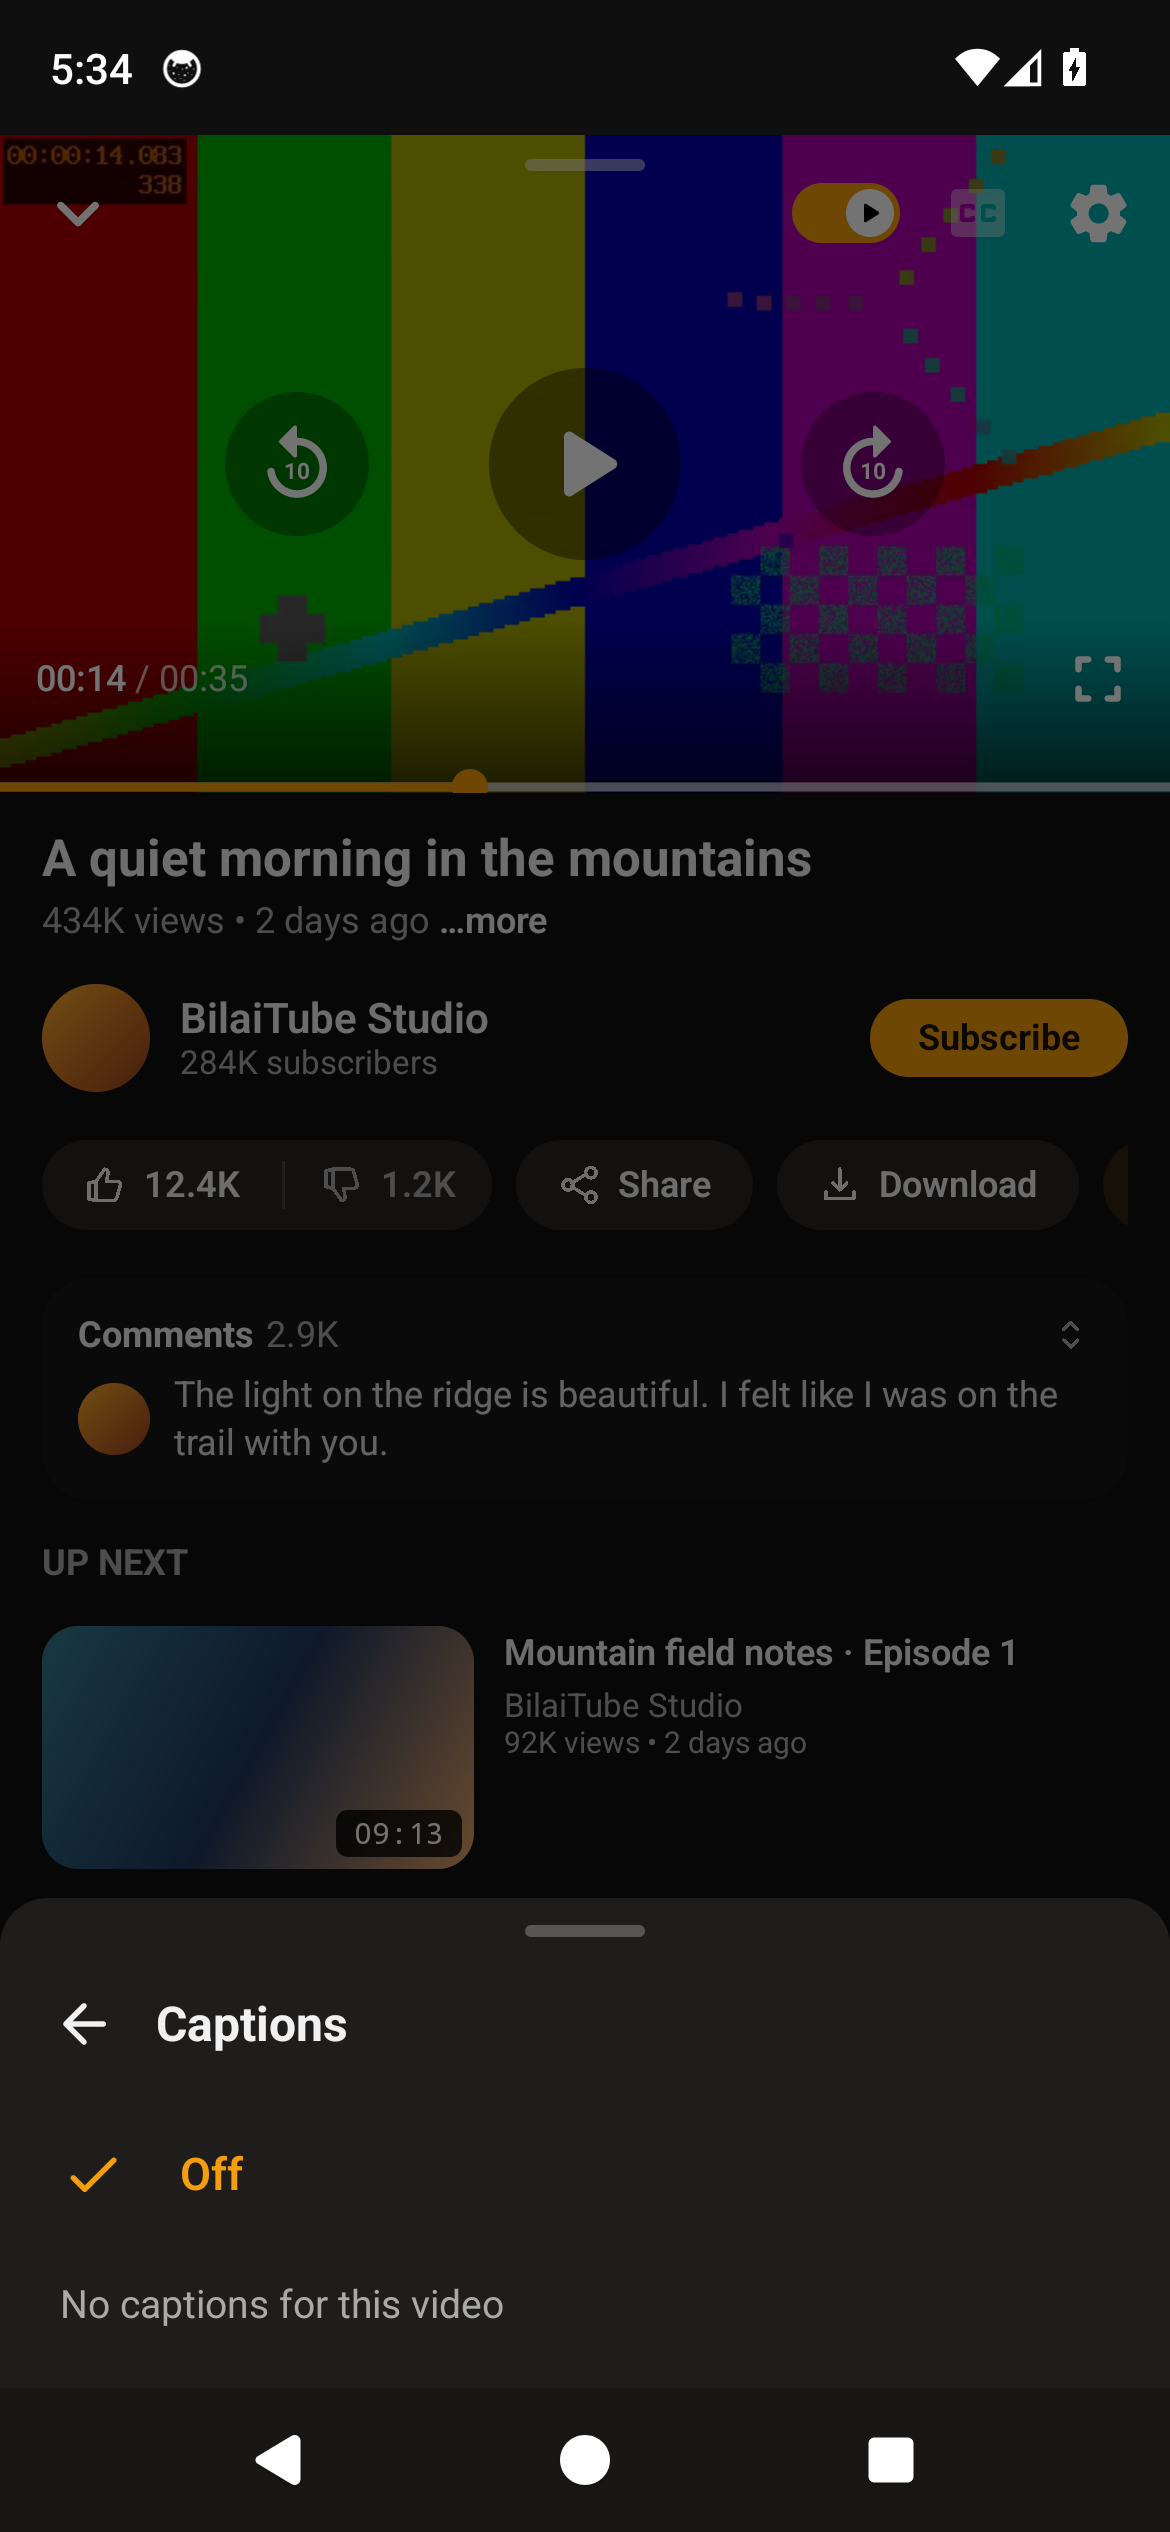 5:34
00:00:14.083
338
CC
10
10
00:14 / 00:35
A quiet morning in the mountains
434K views • 2 days ago ...more
BilaiTube Studio
284K subscribers
Subscribe
12.4K
1.2K
Share
Download
Comments 2.9K
The light on the ridge is beautiful. I felt like I was on the
trail with you.
UP NEXT
Mountain field notes · Episode 1
BilaiTube Studio
92K views • 2 days ago
09:13
Captions
Off
No captions for this video